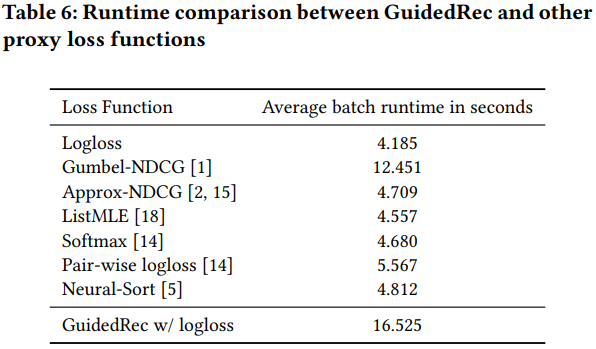 Table 6: Runtime comparison between GuidedRec and other
proxy loss functions
Loss Function Average batch runtime in seconds
Logloss 4.185
Gumbel-NDCG [1] 12.451
Approx-NDCG [2, 15] 4.709
ListMLE [18] 4.557
Softmax [14] 4.680
Pair-wise logloss [14] 5.567
Neural-Sort [5] 4.812
GuidedRec w/ logloss 16.525